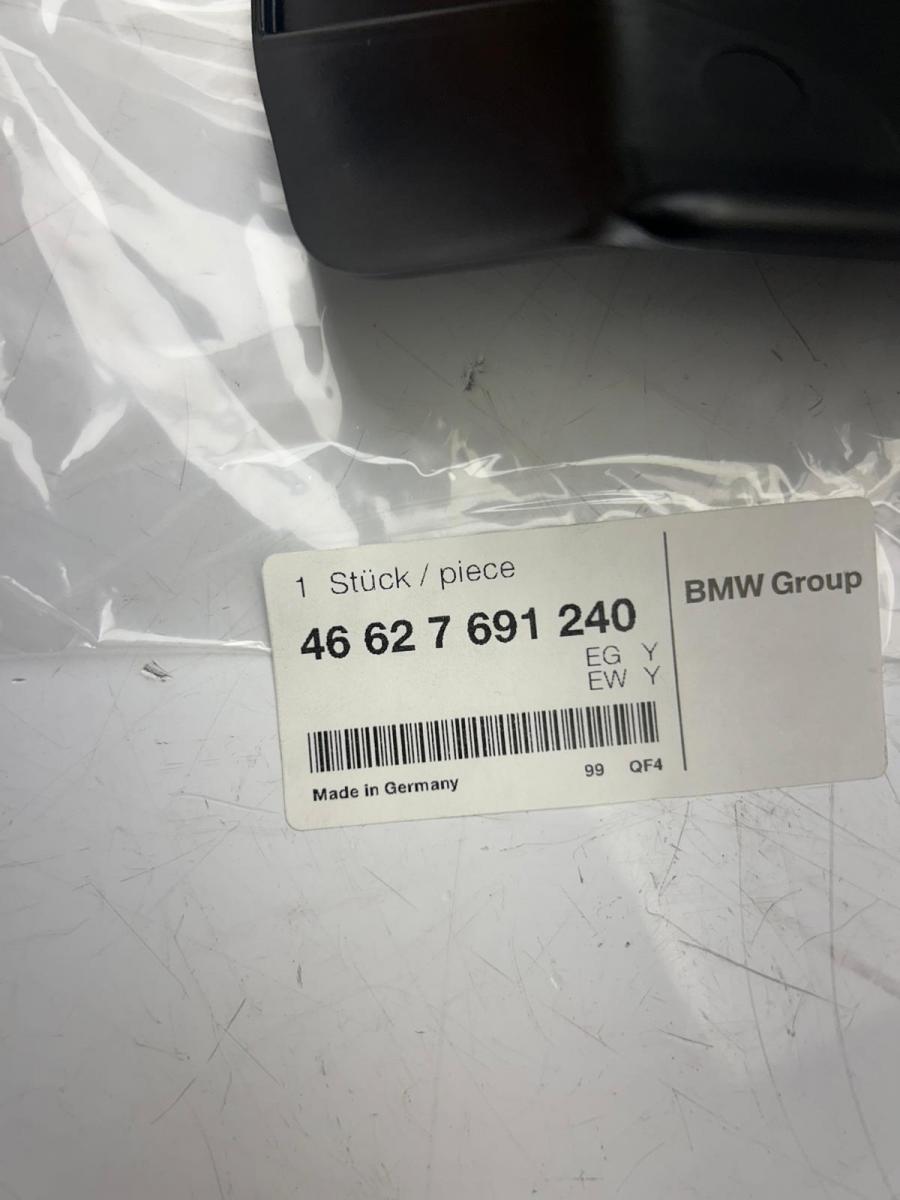 1 Stück / piece
46 62 7 691 240
EG Y
EW Y
Made in Germany 99 QF4
BMW Group